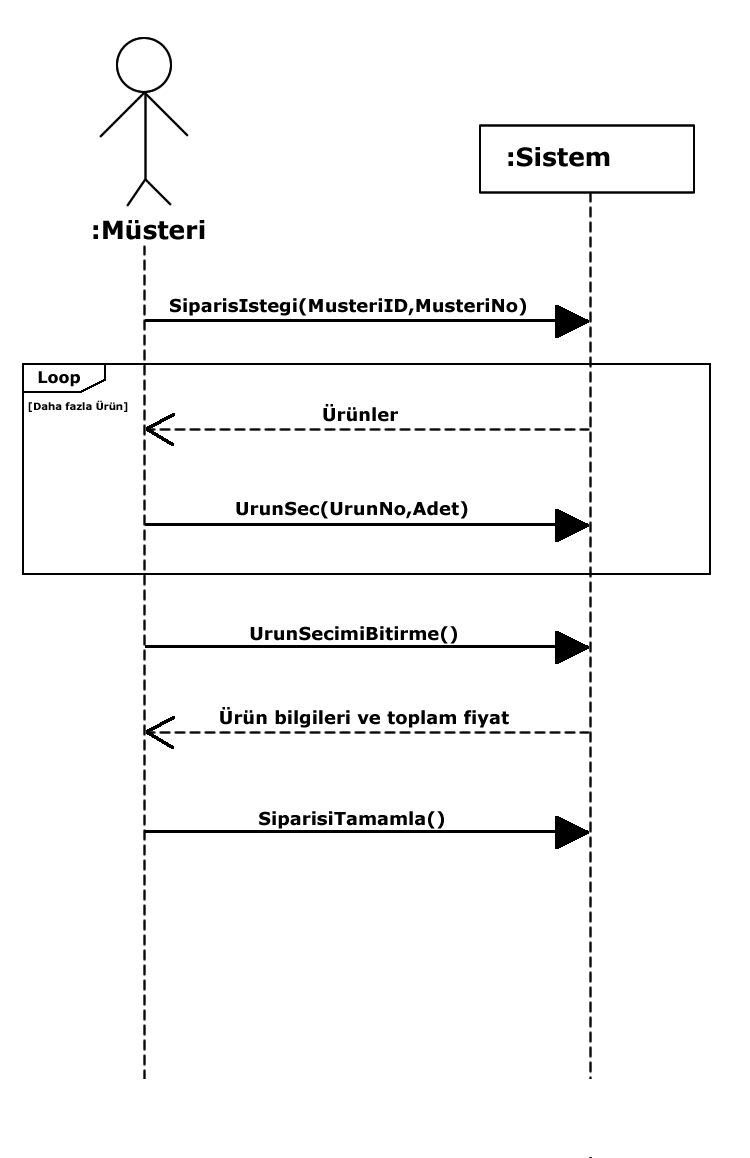 :Sistem
:Müsteri
SiparisIstegi(MusteriID,MusteriNo)
Loop
[Daha fazla Ürün]
Ürünler
UrunSec(UrunNo,Adet)
UrunSecimiBitirme()
Ürün bilgileri ve toplam fiyat
SiparisiTamamla()